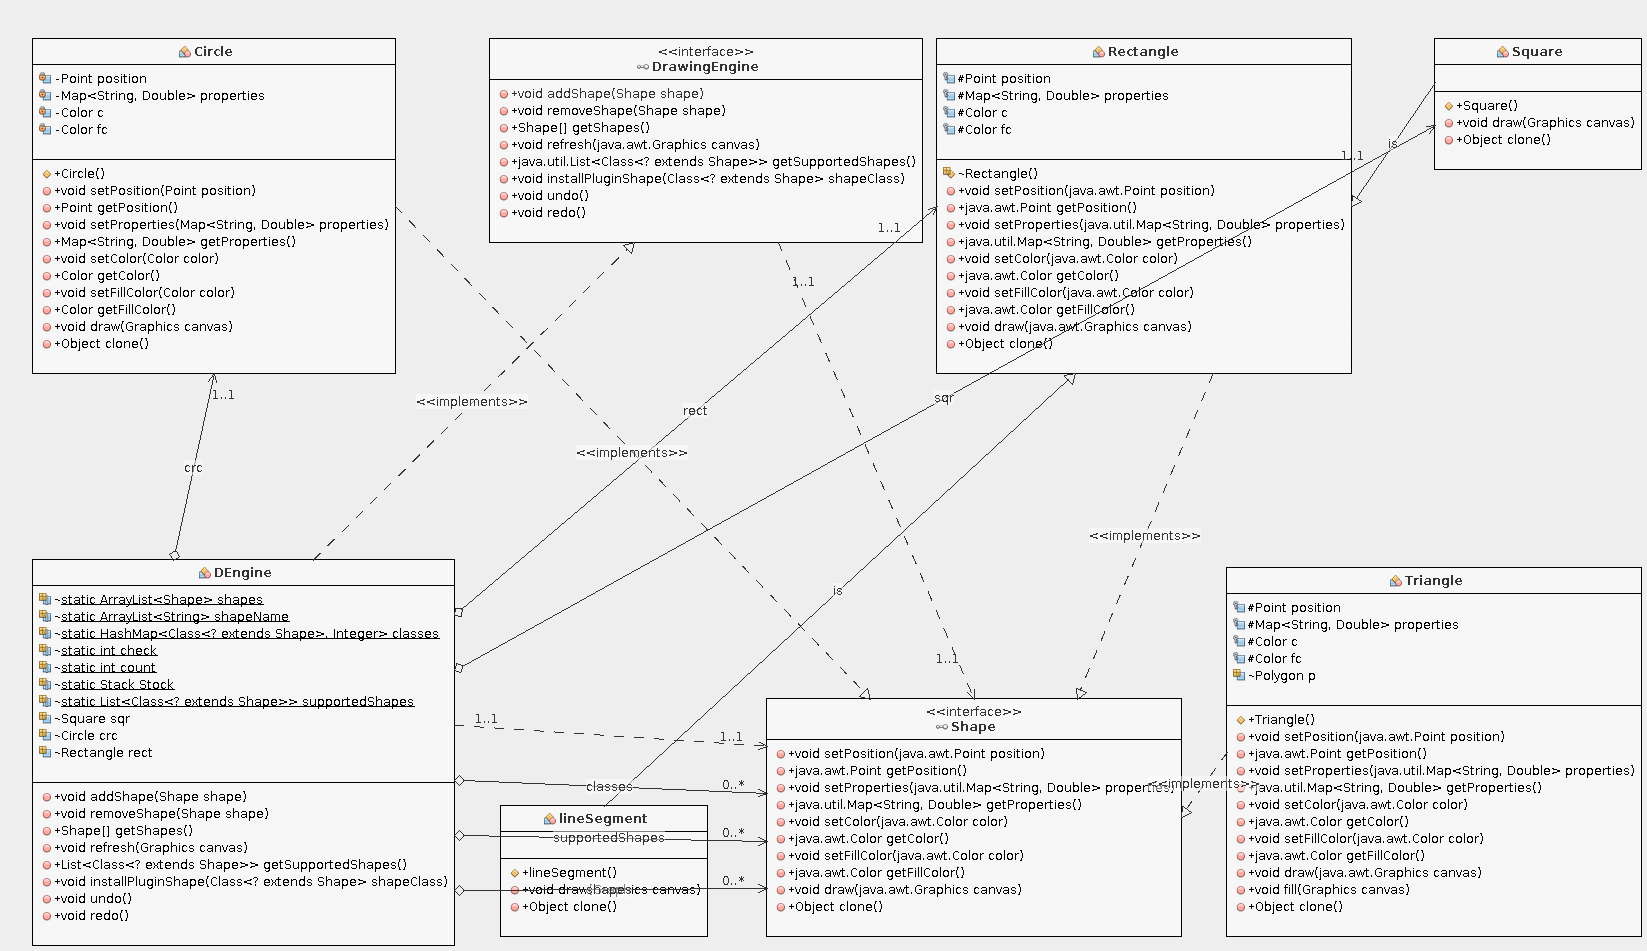 Circle
-Point position
-Map<String, Double> properties
-Color c
-Color fc
+Circle()
+void setPosition(Point position)
+Point getPosition()
+void setProperties(Map<String, Double> properties)
+Map<String, Double> getProperties()
+void setColor(Color color)
+Color getColor()
+void setFillColor(Color color)
+Color getFillColor()
+void draw(Graphics canvas)
+Object clone()
<<interface>>
DrawingEngine
+void addShape(Shape shape)
+void removeShape(Shape shape)
+Shape[] getShapes()
+void refresh(java.awt.Graphics canvas)
+java.util.List<Class<? extends Shape>> getSupportedShapes()
+void installPluginShape(Class<? extends Shape> shapeClass)
+void undo()
+void redo()
1..1
Rectangle
#Point position
#Map<String, Double> properties
#Color c
#Color fc
~Rectangle()
+void setPosition(java.awt.Point position)
+java.awt.Point getPosition()
+void setProperties(java.util.Map<String, Double> properties)
+java.util.Map<String, Double> getProperties()
+void setColor(java.awt.Color color)
+java.awt.Color getColor()
+void setFillColor(java.awt.Color color)
+java.awt.Color getFillColor()
+void draw(java.awt.Graphics canvas)
+Object clone()
Square
+Square()
+void draw(Graphics canvas)
+Object clone()
is
1..1
1..1
1..1
crc
<<implements>>
<<implements>>
rect
sqr
<<implements>>
is
1..1
DEngine
~static ArrayList<Shape> shapes
~static ArrayList<String> shapeName
~static HashMap<Class<? extends Shape>, Integer> classes
~static int check
~static int count
~static Stack Stock
~static List<Class<? extends Shape>> supportedShapes
~Square sqr
~Circle crc
~Rectangle rect
+void addShape(Shape shape)
+void removeShape(Shape shape)
+Shape[] getShapes()
+void refresh(Graphics canvas)
+List<Class<? extends Shape>> getSupportedShapes()
+void installPluginShape(Class<? extends Shape> shapeClass)
+void undo()
+void redo()
1..1
1..1
classes
0..*
supportedShapes
0..*
0..*
lineSegment
+lineSegment()
+void draw(Graphics canvas)
+Object clone()
<<interface>>
Shape
+void setPosition(java.awt.Point position)
+java.awt.Point getPosition()
+void setProperties(java.util.Map<String, Double> properties)
+java.util.Map<String, Double> getProperties()
+void setColor(java.awt.Color color)
+java.awt.Color getColor()
+void setFillColor(java.awt.Color color)
+java.awt.Color getFillColor()
+void draw(java.awt.Graphics canvas)
+Object clone()
<<implements>>
Triangle
#Point position
#Map<String, Double> properties
#Color c
#Color fc
~Polygon p
+Triangle()
+void setPosition(java.awt.Point position)
+java.awt.Point getPosition()
+void setProperties(java.util.Map<String, Double> properties)
+java.util.Map<String, Double> getProperties()
+void setColor(java.awt.Color color)
+java.awt.Color getColor()
+void setFillColor(java.awt.Color color)
+java.awt.Color getFillColor()
+void draw(java.awt.Graphics canvas)
+void fill(Graphics canvas)
+Object clone()